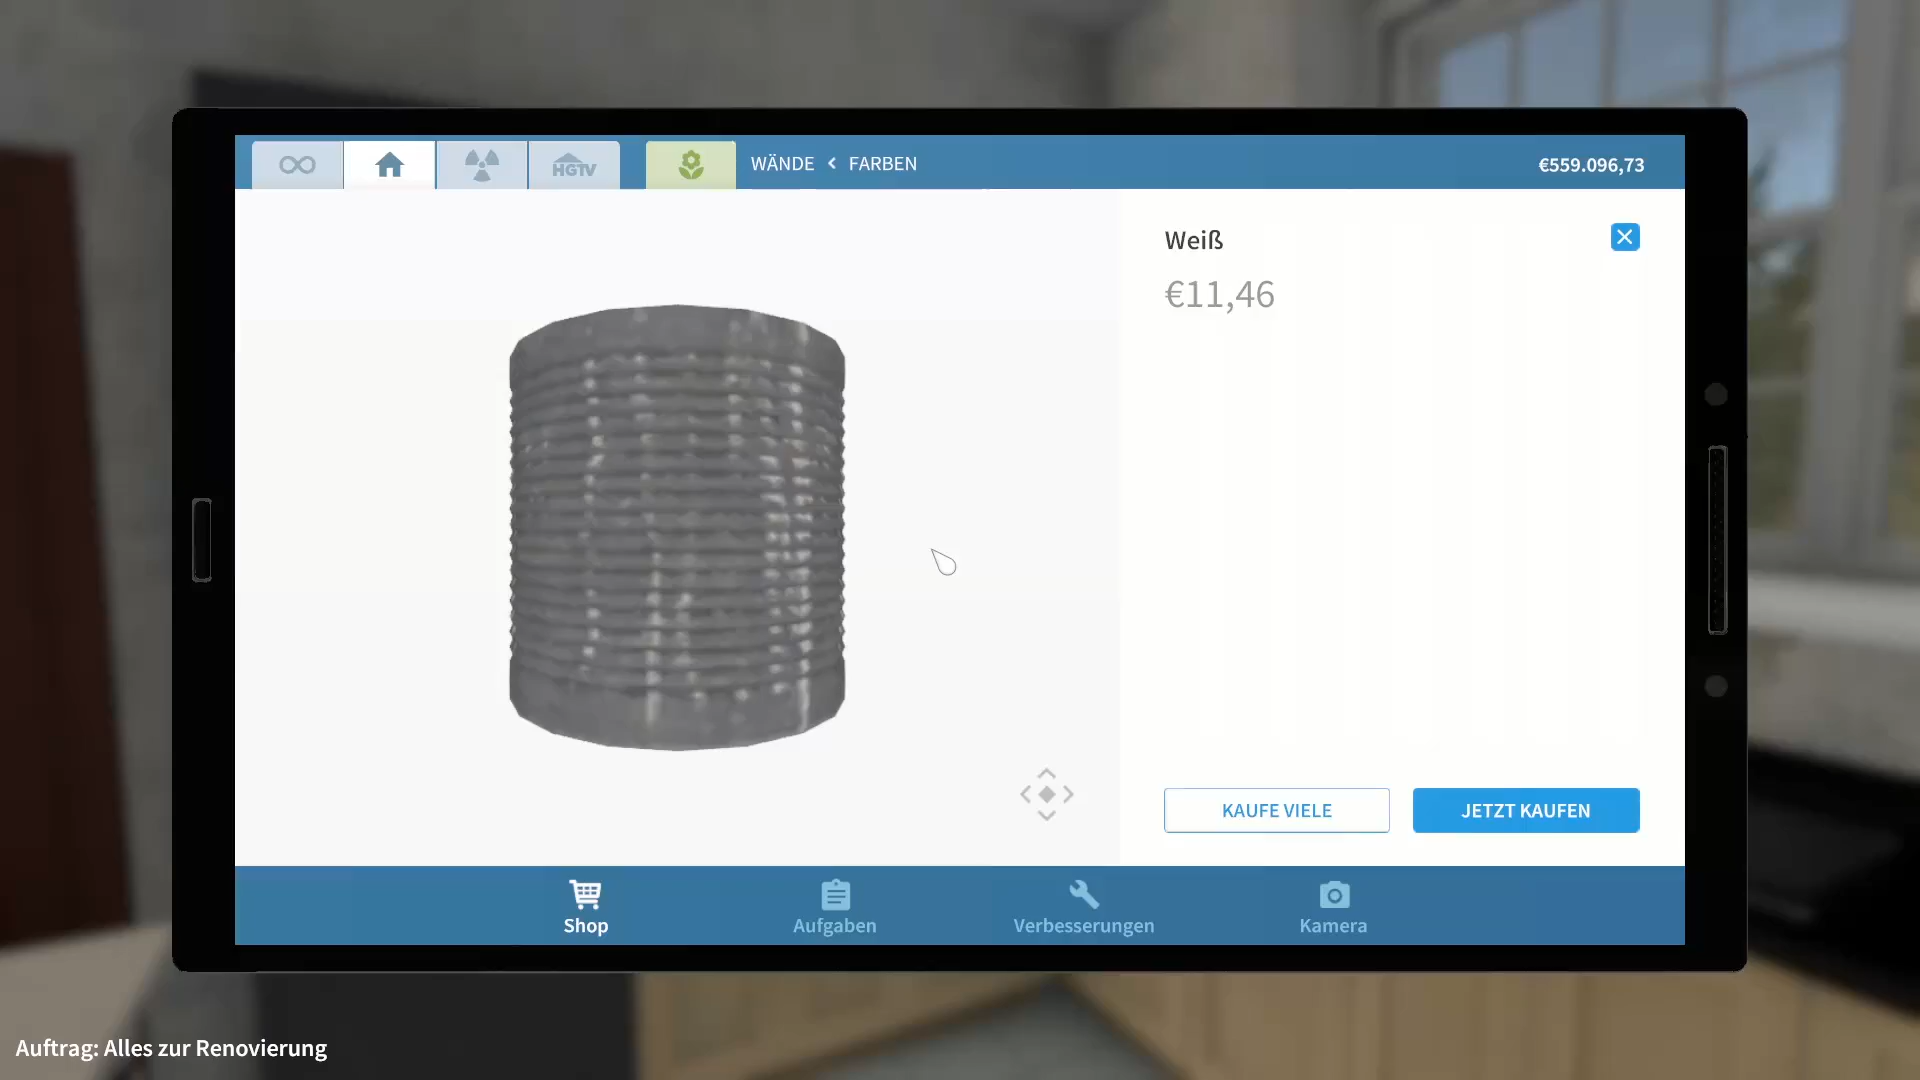 HGTV
WÄNDE < FARBEN
€559.096,73
Weiß
€11,46
KAUFE VIELE
JETZT KAUFEN
Shop
Aufgaben
Verbesserungen
Kamera
Auftrag: Alles zur Renovierung